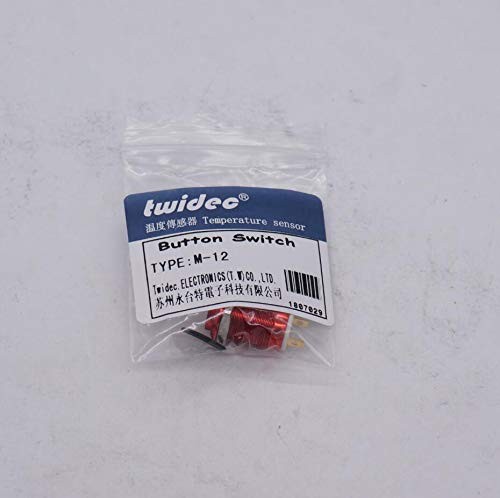 twidec®
温度傳感器 Temperature sensor
Button Switch
TYPE:M-12
Twidec.ELECTRONICS(T.W)CO.,LTD.
苏州永台特電子科技有限公司
1807029